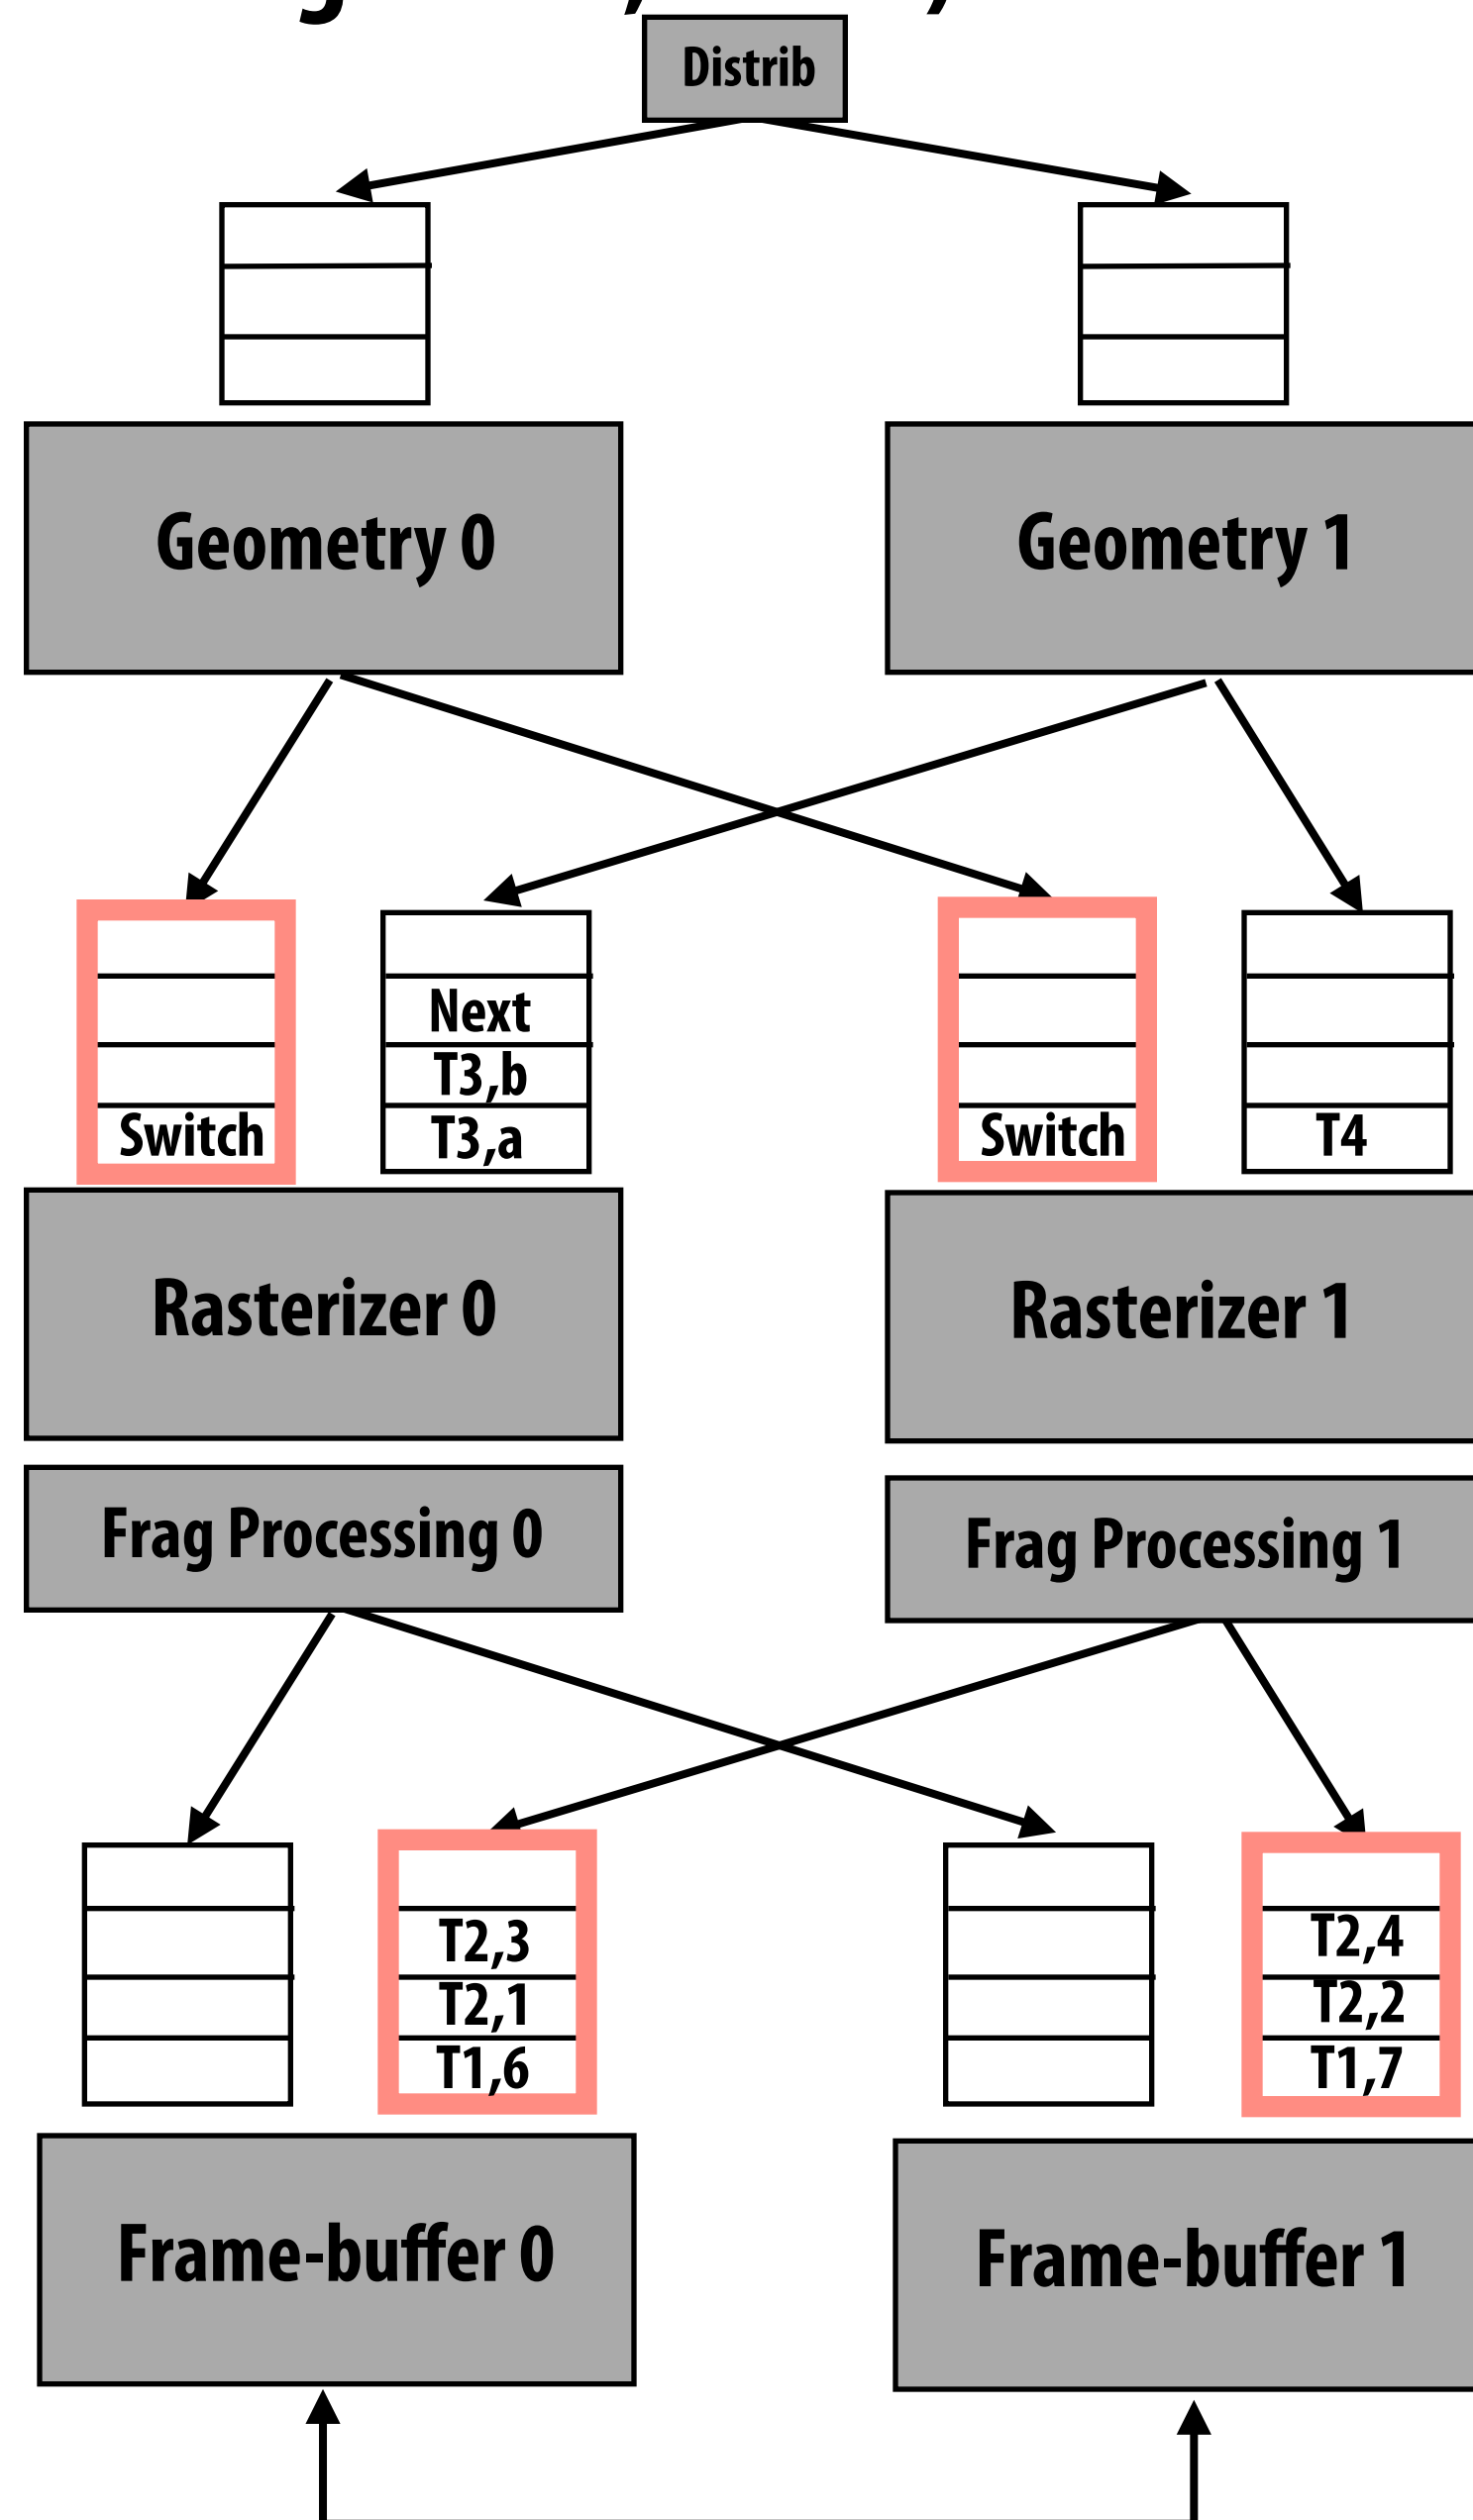 Distrib
Geometry 0
Geometry 1
Next
T3,b
Switch
T3,a
Switch
T4
Rasterizer 0
Rasterizer 1
Frag Processing 0
Frag Processing 1
T2,3
T2,4
T2,1
T2,2
T1,6
T1,7
Frame-buffer 0
Frame-buffer 1